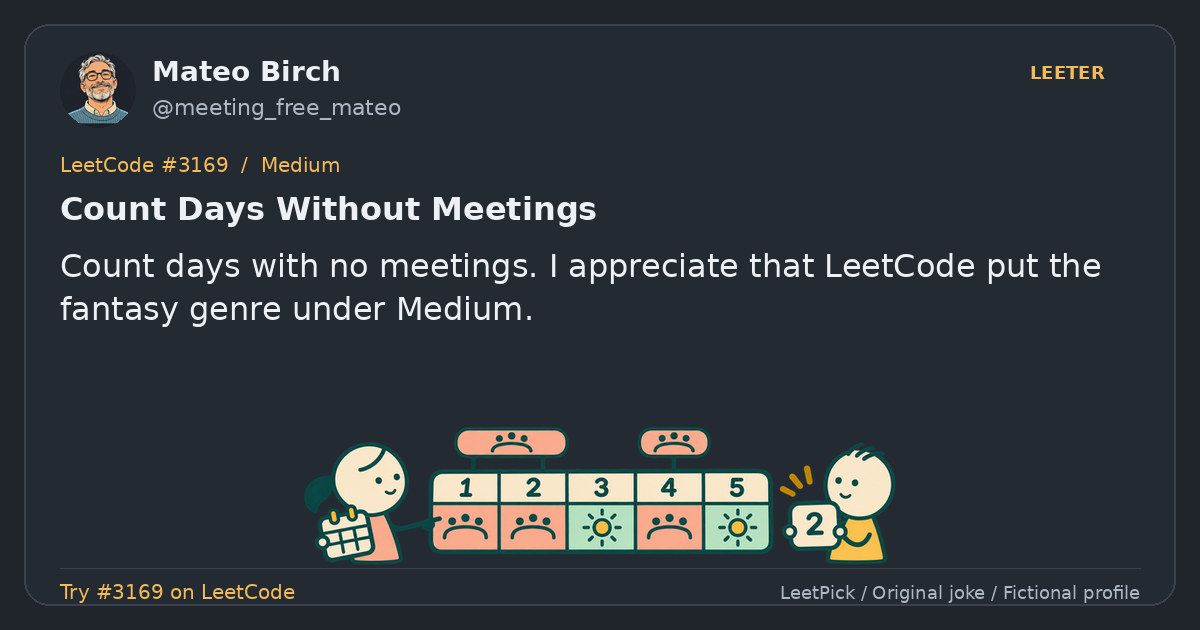 Mateo Birch
@meeting_free_mateo
LEETER
LeetCode #3169 / Medium
Count Days Without Meetings
Count days with no meetings. I appreciate that LeetCode put the
fantasy genre under Medium.
1 2 3 4 5
2
Try #3169 on LeetCode
LeetPick / Original joke / Fictional profile